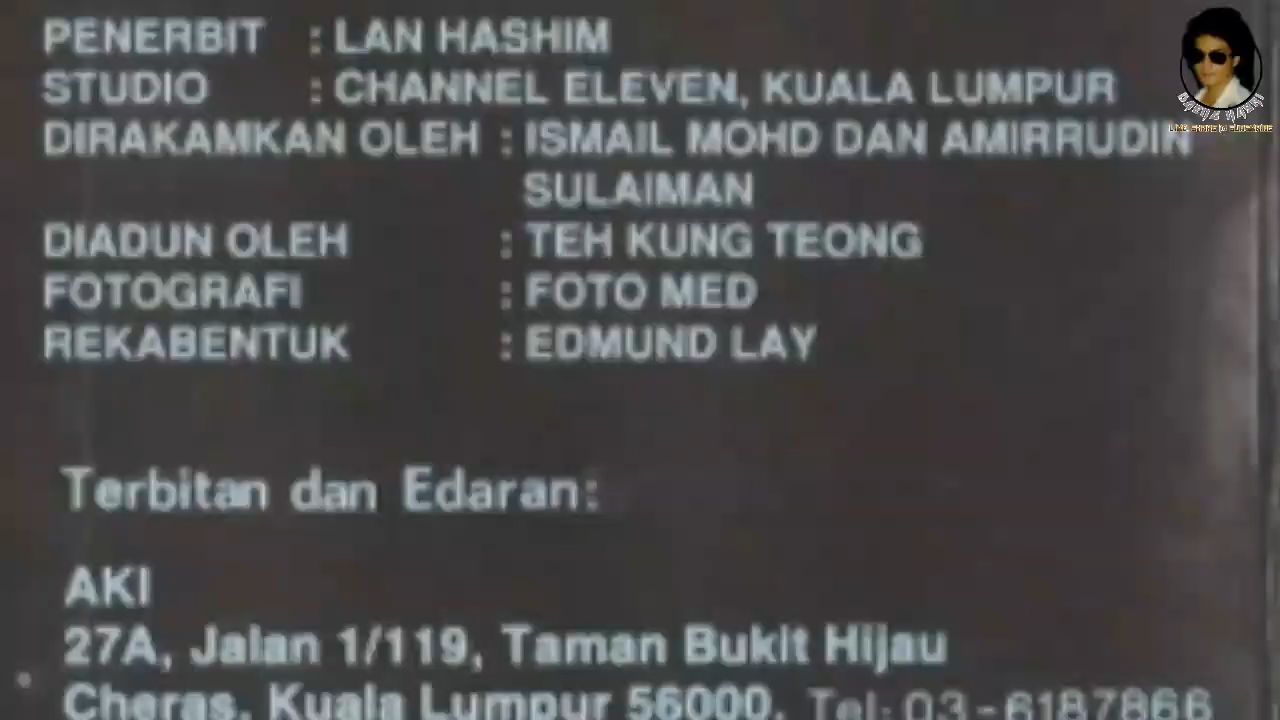 PENERBIT : LAN HASHIM
STUDIO : CHANNEL ELEVEN, KUALA LUMPUR
DIRAKAMKAN OLEH : ISMAIL MOHD DAN AMIRRUDIN
SULAIMAN
DIADUN OLEH : TEH KUNG TEONG
FOTOGRAFI : FOTO MED
REKABENTUK : EDMUND LAY
Terbitan dan Edaran:
AKI
27A, Jalan 1/119, Taman Bukit Hijau
Cheras, Kuala Lumpur 56000. Tel: 03-6187866